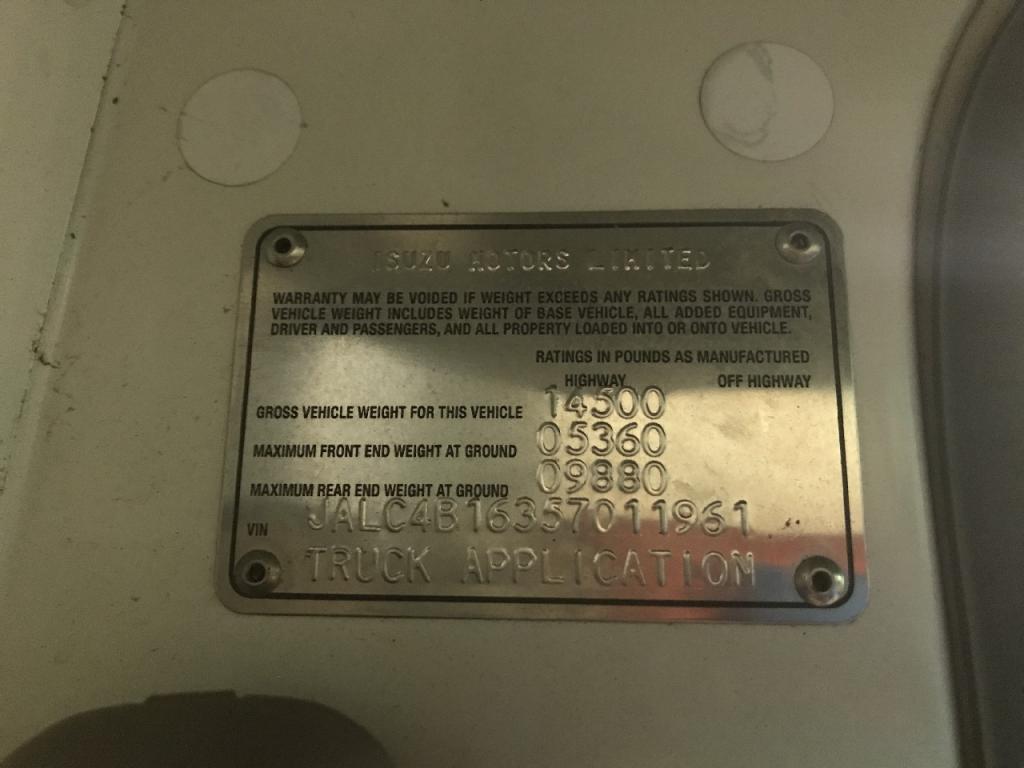 ISUZU MOTORS LIMITED
WARRANTY MAY BE VOIDED IF WEIGHT EXCEEDS ANY RATINGS SHOWN. GROSS
VEHICLE WEIGHT INCLUDES WEIGHT OF BASE VEHICLE, ALL ADDED EQUIPMENT,
DRIVER AND PASSENGERS, AND ALL PROPERTY LOADED INTO OR ONTO VEHICLE.
RATINGS IN POUNDS AS MANUFACTURED
HIGHWAY OFF HIGHWAY
GROSS VEHICLE WEIGHT FOR THIS VEHICLE 14500
MAXIMUM FRONT END WEIGHT AT GROUND 05360
MAXIMUM REAR END WEIGHT AT GROUND 09880
VIN JALC4B16357011961
TRUCK APPLICATION